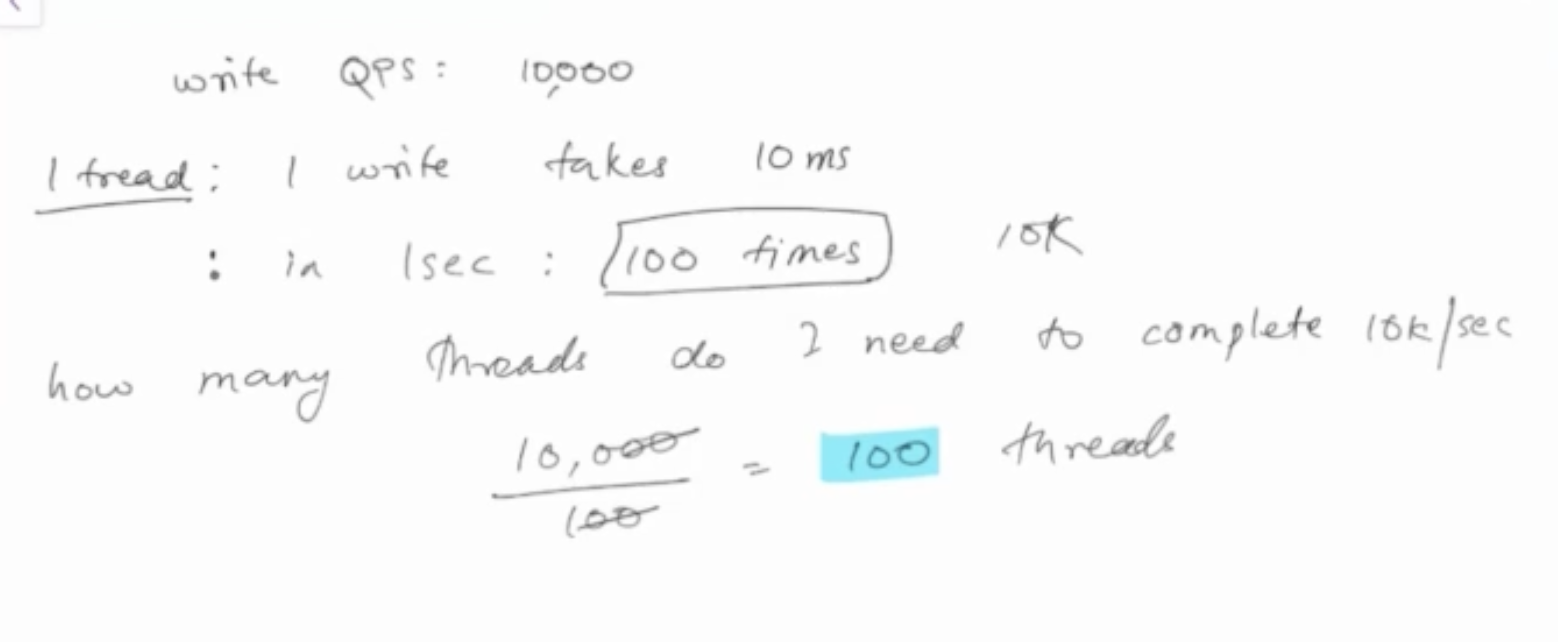 write QPS: 10,000
1 tread: 1 write takes 10 ms
: in 1sec : 100 times 10K
how many threads do I need to complete 10k/sec
10,000
= 100 threads
100